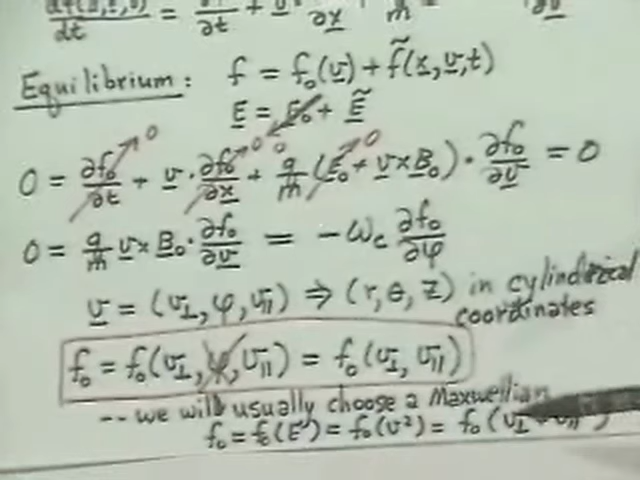 Equilibrium: f = f₀(v) + f̃(x, v, t)
E = E₀ + Ẽ
0 = ∂f₀/∂t + v · ∂f₀/∂x + q/m (E₀ + v × B₀) · ∂f₀/∂v = 0
0 = q/m v × B₀ · ∂f₀/∂v = -ω_c ∂f₀/∂φ
v = (v⊥, φ, v∥) ⇒ (r, θ, z) in cylindrical coordinates
f₀ = f₀(v⊥, φ, v∥) = f₀(v⊥, v∥)
-- we will usually choose a Maxwellian
f₀ = f₀(E) = f₀(v²) = f₀(v⊥